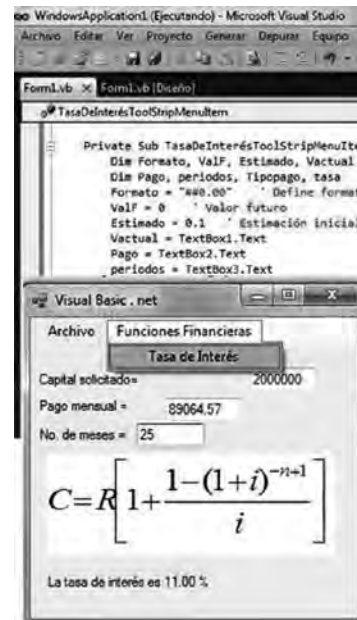 WindowsApplication1 (Ejecutando) - Microsoft Visual Studio
Archivo Editar Ver Proyecto Generar Depurar Equipo
Form1.vb × Form1.vb [Diseño]
TasaDeInterésToolStripMenuItem
Private Sub TasaDeInterésToolStripMenuIte
Dim Formato, ValF, Estimado, Vactual
Dim Pago, periodos, Tipopago, tasa
Formato = "##0.00" ' Define format
ValF = 0 ' Valor futuro
Estimado = 0.1 ' Estimación inicial
Vactual = TextBox1.Text
Pago = TextBox2.Text
periodos = TextBox3.Text
Visual Basic . net
Archivo Funciones Financieras
Tasa de Interés
Capital solicitado= 2000000
Pago mensual = 89064.57
No. de meses = 25
C=R[1+\frac{1-(1+i)^{-n+1}}{i}]
La tasa de interés es 11.00 %